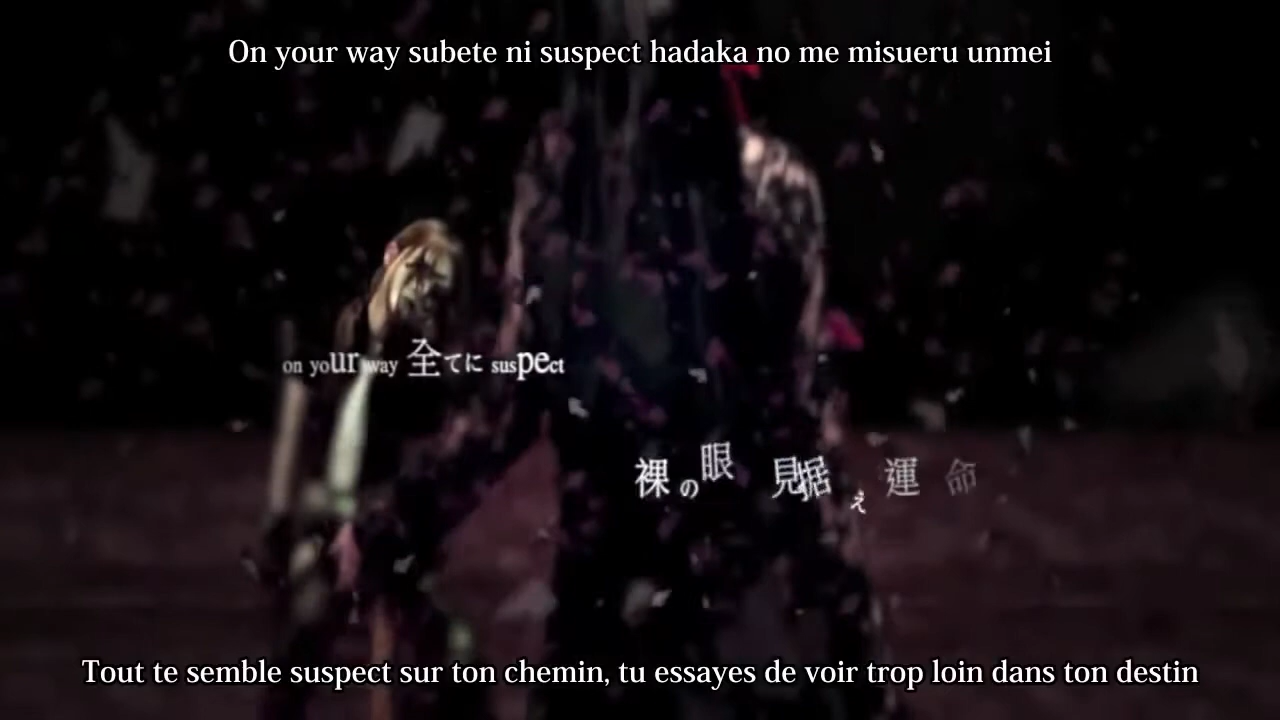 On your way subete ni suspect hadaka no me misueru unmei
on your way 全てに suspect
裸の眼 見据え 運命
Tout te semble suspect sur ton chemin, tu essayes de voir trop loin dans ton destin